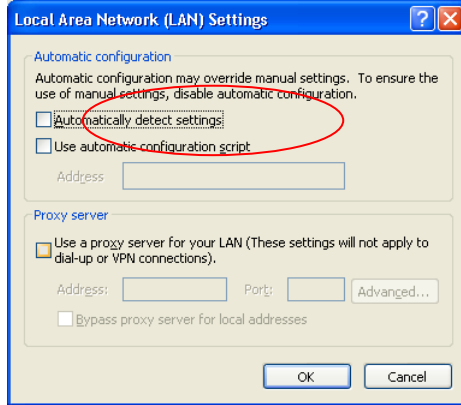 Local Area Network (LAN) Settings
Automatic configuration
Automatic configuration may override manual settings. To ensure the
use of manual settings, disable automatic configuration.
Automatically detect settings
Use automatic configuration script
Address
Proxy server
Use a proxy server for your LAN (These settings will not apply to
dial-up or VPN connections).
Address: Port: Advanced...
Bypass proxy server for local addresses
OK Cancel